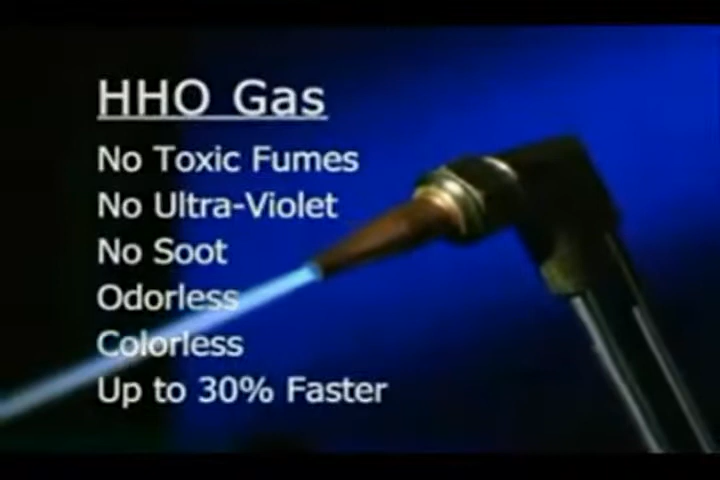 HHO Gas
No Toxic Fumes
No Ultra-Violet
No Soot
Odorless
Colorless
Up to 30% Faster